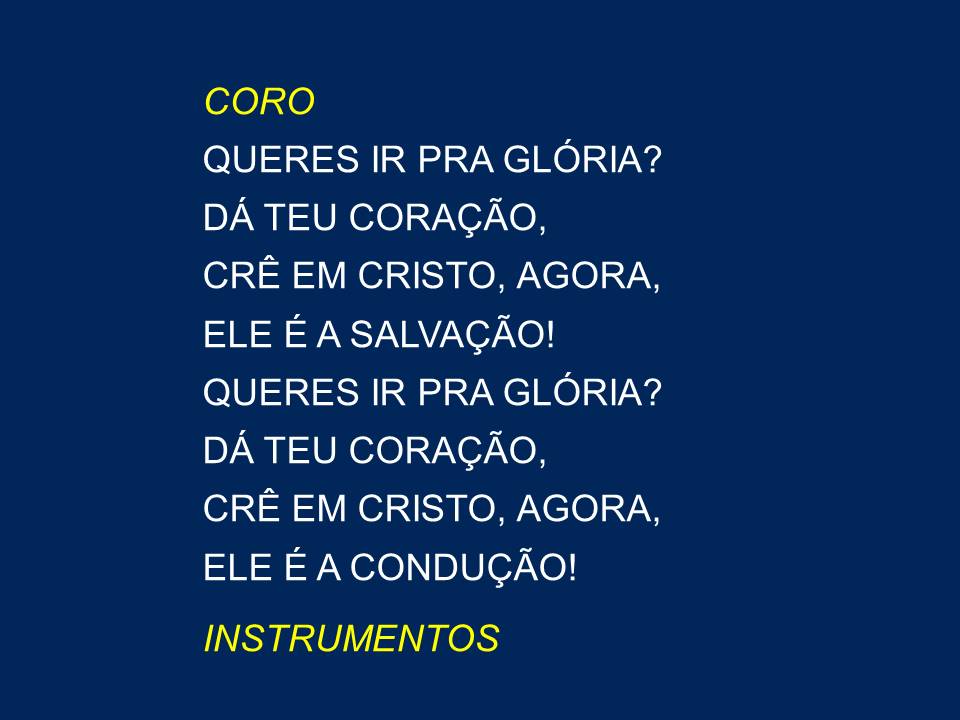 CORO
QUERES IR PRA GLÓRIA?
DÁ TEU CORAÇÃO,
CRÊ EM CRISTO, AGORA,
ELE É A SALVAÇÃO!
QUERES IR PRA GLÓRIA?
DÁ TEU CORAÇÃO,
CRÊ EM CRISTO, AGORA,
ELE É A CONDUÇÃO!
INSTRUMENTOS